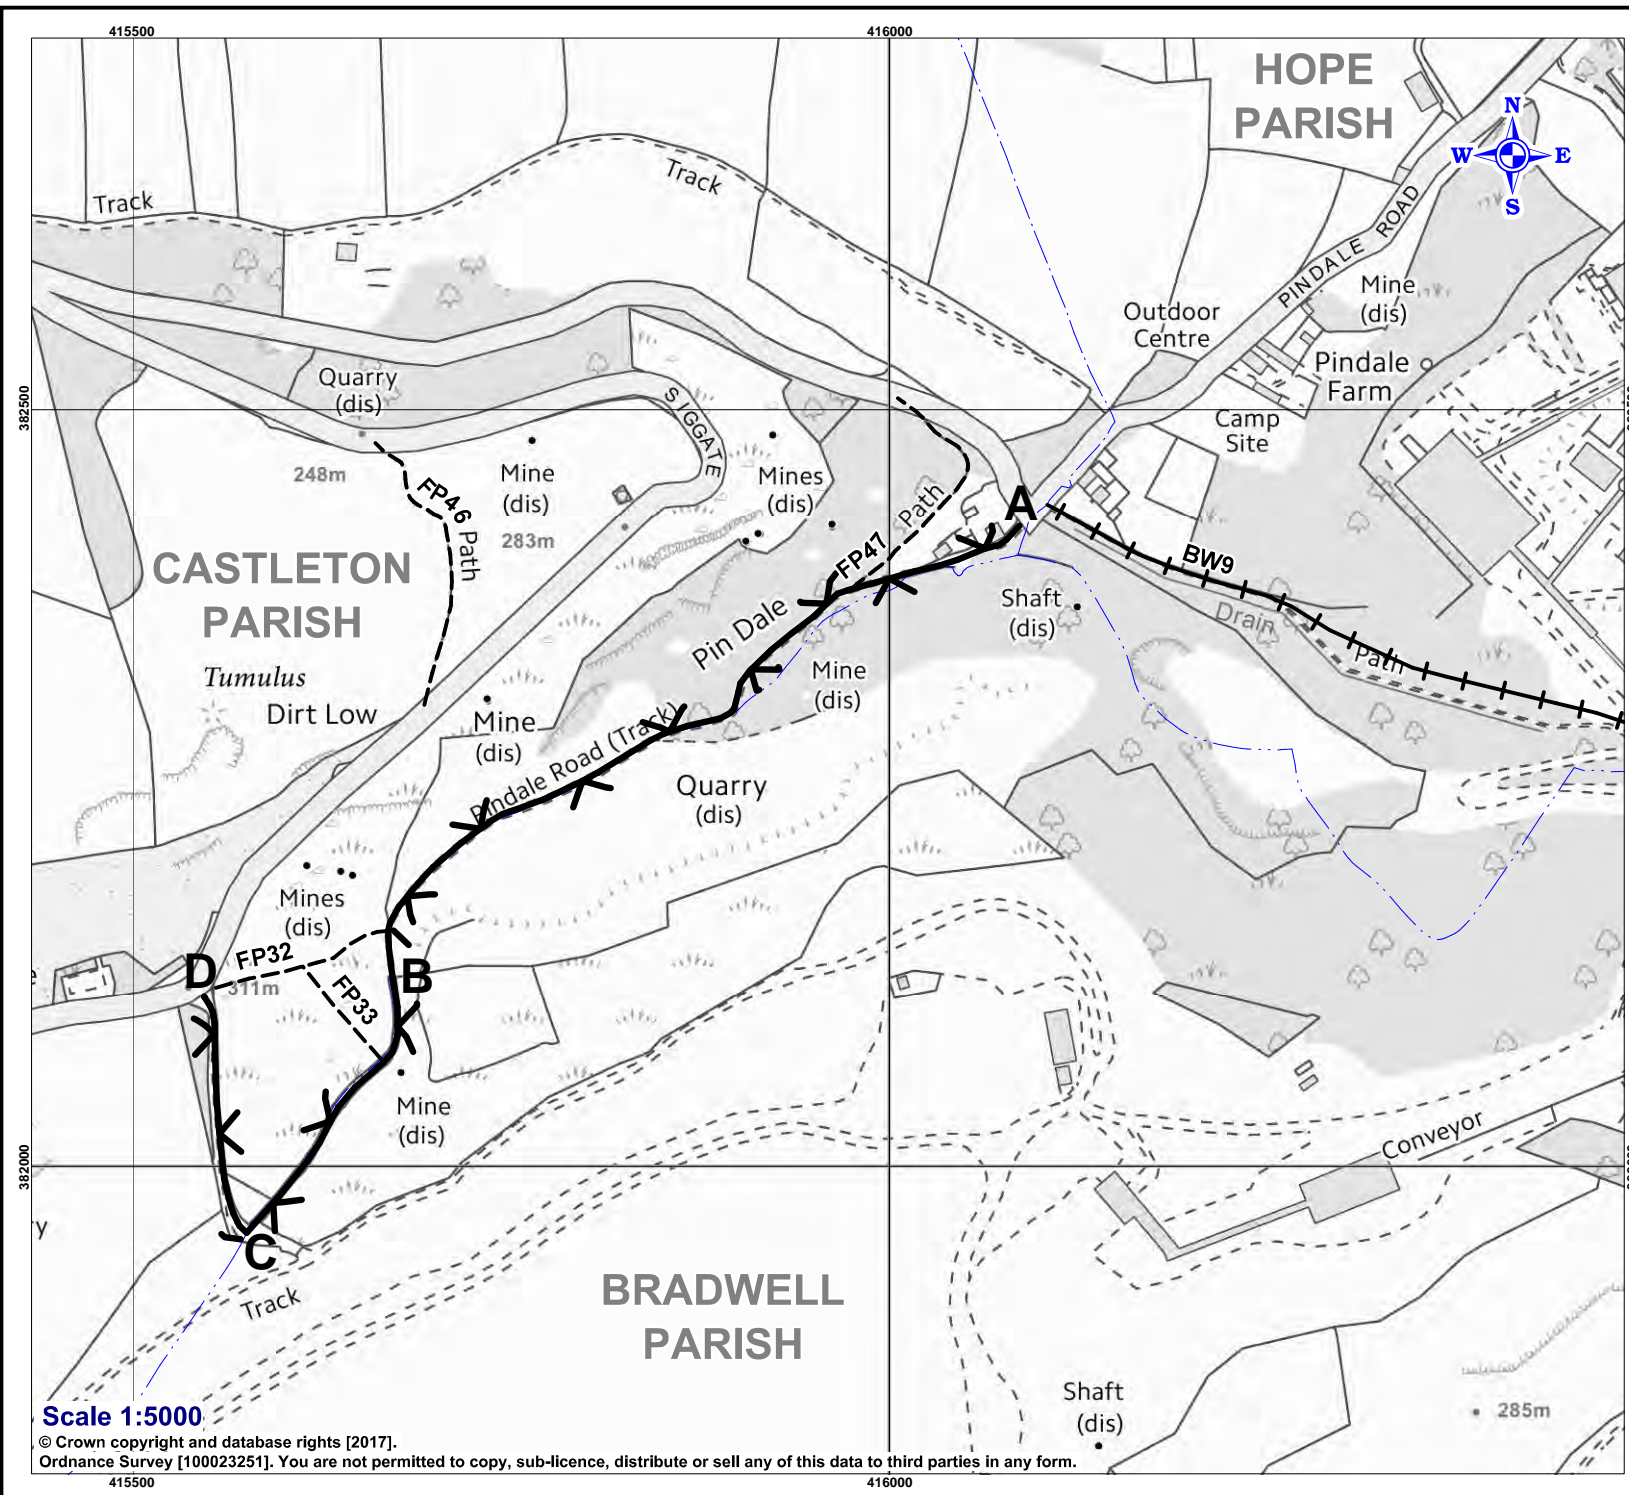 415500
416000
HOPE
PARISH
N
W
E
S
Track
Track
PINDALE ROAD
Mine
(dis)
Outdoor
Centre
Pindale
Farm
Quarry
(dis)
382500
SIGGATE
Camp
Site
248m
Mine
(dis)
Mines
(dis)
FP46
Path
283m
Path
A
CASTLETON
PARISH
FP47
BW9
Shaft
(dis)
Drain
Path
Pin Dale
Tumulus
Dirt Low
Mine
(dis)
Mine
(dis)
Pindale Road (Track)
Quarry
(dis)
Mines
(dis)
FP32
D
311m
B
FP33
Mine
(dis)
Conveyor
382000
y
C
Track
BRADWELL
PARISH
Shaft
(dis)
285m
Scale 1:5000
© Crown copyright and database rights [2017].
Ordnance Survey [100023251]. You are not permitted to copy, sub-licence, distribute or sell any of this data to third parties in any form.
415500
416000